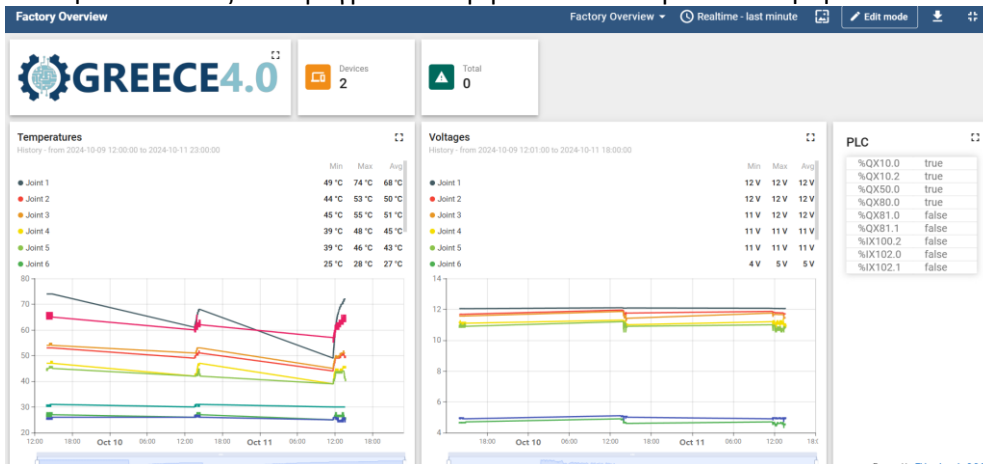 Factory Overview
Factory Overview
Realtime - last minute
Edit mode
GREECE4.0
Devices
2
Total
0
Temperatures
History - from 2024-10-09 12:00:00 to 2024-10-11 23:00:00
Min Max Avg
Joint 1 49 °C 74 °C 68 °C
Joint 2 44 °C 53 °C 50 °C
Joint 3 45 °C 55 °C 51 °C
Joint 4 39 °C 48 °C 45 °C
Joint 5 39 °C 46 °C 43 °C
Joint 6 25 °C 28 °C 27 °C
80
70
60
50
40
30
20
12:00 18:00 Oct 10 06:00 12:00 18:00 Oct 11 06:00 12:00 18:00
Voltages
History - from 2024-10-09 12:01:00 to 2024-10-11 18:00:00
Min Max Avg
Joint 1 12 V 12 V 12 V
Joint 2 12 V 12 V 12 V
Joint 3 11 V 12 V 12 V
Joint 4 11 V 11 V 11 V
Joint 5 11 V 11 V 11 V
Joint 6 4 V 5 V 5 V
14
12
10
8
6
4
18:00 Oct 10 06:00 12:00 18:00 Oct 11 06:00 12:00
PLC
%QX10.0 true
%QX10.2 true
%QX50.0 true
%QX80.0 true
%QX81.0 false
%QX81.1 false
%IX100.2 false
%IX102.0 false
%IX102.1 false